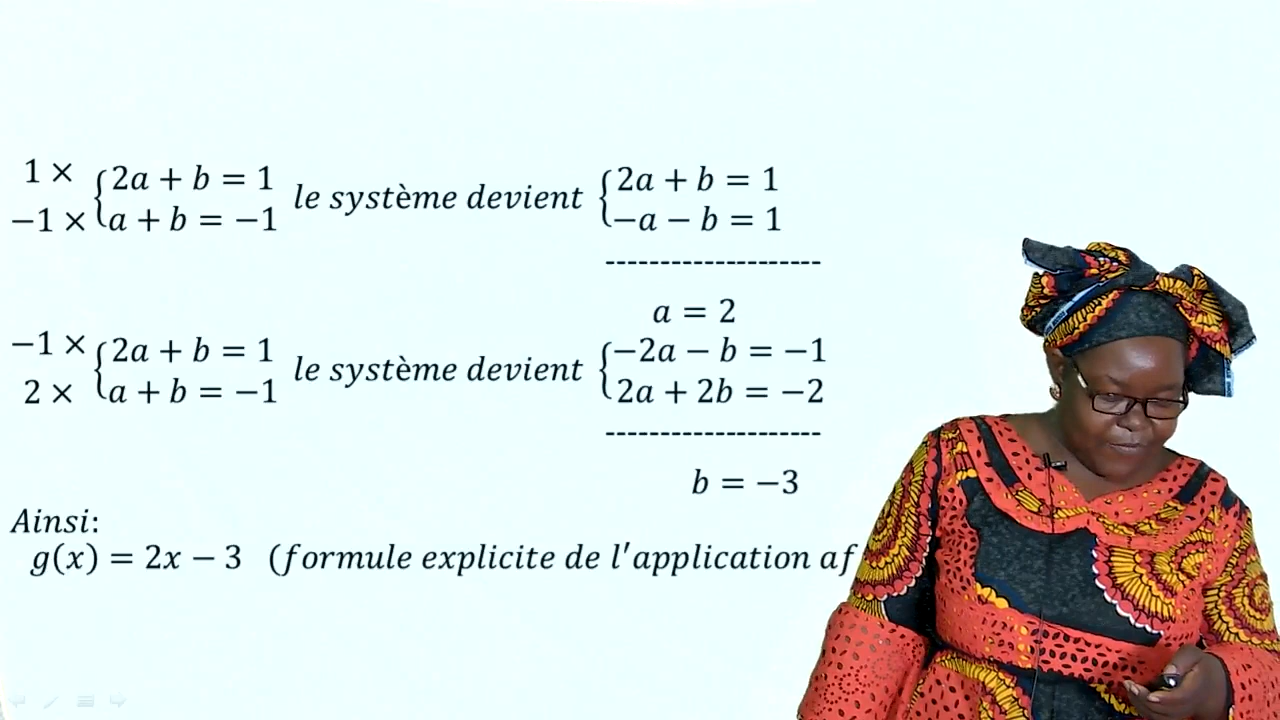 1 × {2a + b = 1 le système devient {2a + b = 1
−1 × {a + b = −1 {−a − b = 1
--------------------
a = 2
−1 × {2a + b = 1 le système devient {−2a − b = −1
2 × {a + b = −1 {2a + 2b = −2
--------------------
b = −3
Ainsi:
g(x) = 2x − 3 (formule explicite de l'application af